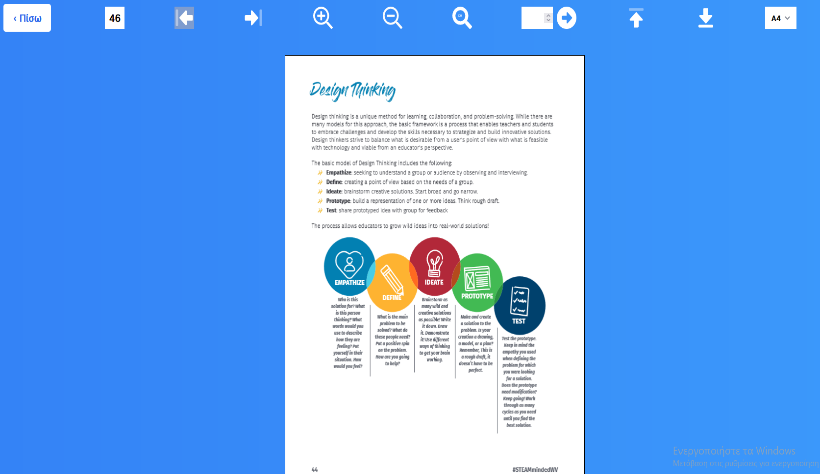 ‹ Πίσω
46
A4
Design Thinking
Design thinking is a unique method for learning, collaboration, and problem-solving. While there are
many models for this approach, the basic framework is a process that enables teachers and students
to embrace challenges and develop the skills necessary to strategize and build innovative solutions.
Design thinkers strive to balance what is desirable from a user's point of view with what is feasible
with technology and viable from an educator's perspective.
The basic model of Design Thinking includes the following:
Empathize: seeking to understand a group or audience by observing and interviewing.
Define: creating a point of view based on the needs of a group.
Ideate: brainstorm creative solutions. Start broad and go narrow.
Prototype: build a representation of one or more ideas. Think rough draft.
Test: share prototyped idea with group for feedback
The process allows educators to grow wild ideas into real-world solutions!
EMPATHIZE
DEFINE
IDEATE
PROTOTYPE
TEST
Who is this
solution for? What
is this person
thinking? What
words would you
use to describe
how they are
feeling? Put
yourself in their
situation. How
would you feel?
What is the main
problem to be
solved? What do
these people need?
Put a positive spin
on the problem.
How are you going
to help?
Brainstorm as
many wild and
creative solutions
as possible! Write
it down. Draw
it. Demonstrate
it! Use different
ways of thinking
to get your brain
working.
Make and create
a solution to the
problem. Is your
creation a drawing,
a model, or a plan?
Remember, This is
a rough draft, it
doesn't have to be
perfect.
Test the prototype.
Keep in mind the
empathy you used
when defining the
problem for which
you were looking
for a solution.
Does the prototype
need modification?
Keep going! Work
through as many
cycles as you need
until you find the
best solution.
44
#STEAMmindedWV
Ενεργοποιήστε τα Windows
Μεταβείτε στις ρυθμίσεις για να ενεργοποιή